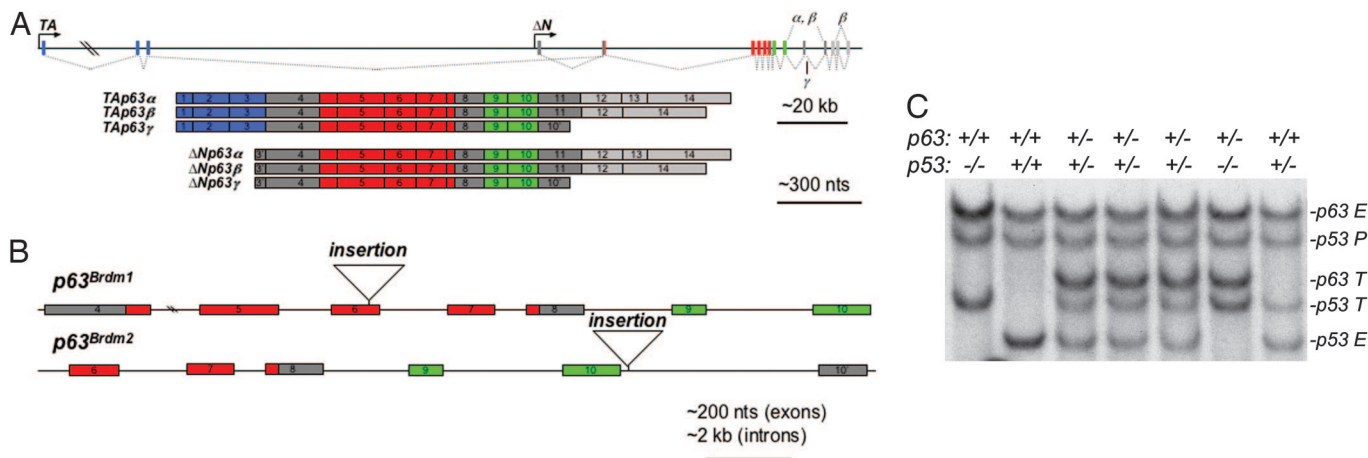 A
TA
ΔN
α, β
β
γ
TAp63α 1 2 3 4 5 6 7 8 9 10 11 12 13 14
TAp63β 1 2 3 4 5 6 7 8 9 10 11 12 14
TAp63γ 1 2 3 4 5 6 7 8 9 10 10'
~20 kb
ΔNp63α 3' 4 5 6 7 8 9 10 11 12 13 14
ΔNp63β 3' 4 5 6 7 8 9 10 11 12 14
ΔNp63γ 3' 4 5 6 7 8 9 10 10'
~300 nts
B
insertion
p63Brdm1
4 5 6 7 8 9 10
insertion
p63Brdm2
6 7 8 9 10 10'
~200 nts (exons)
~2 kb (introns)
C
p63: +/+ +/+ +/- +/- +/- +/- +/+
p53: -/- +/+ +/- +/- +/- -/- +/-
-p63 E
-p53 P
-p63 T
-p53 T
-p53 E